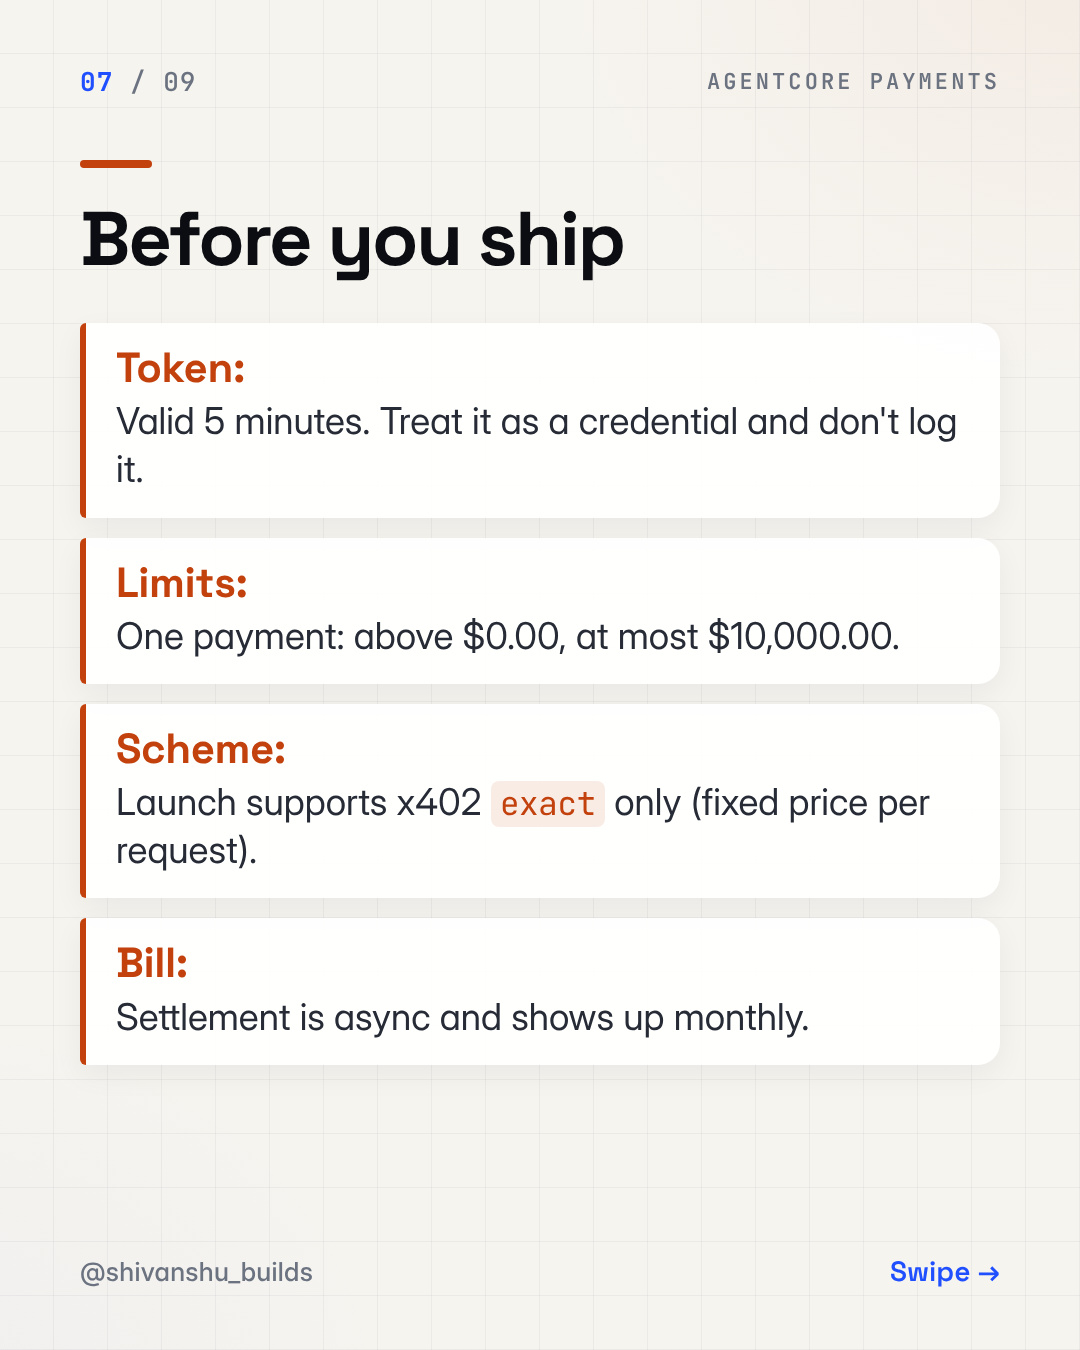 07 / 09
AGENTCORE PAYMENTS
Before you ship
Token:
Valid 5 minutes. Treat it as a credential and don't log
it.
Limits:
One payment: above $0.00, at most $10,000.00.
Scheme:
Launch supports x402 exact only (fixed price per
request).
Bill:
Settlement is async and shows up monthly.
@shivanshu_builds
Swipe →